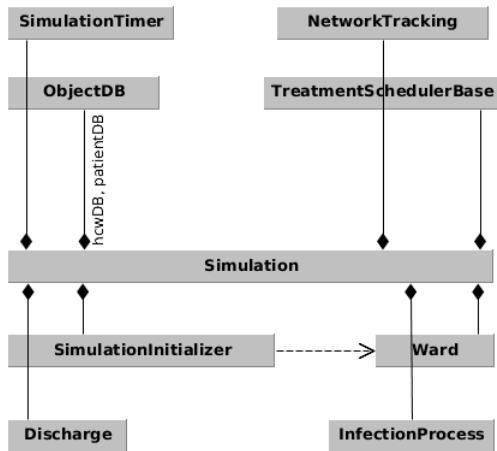 SimulationTimer
NetworkTracking
ObjectDB
TreatmentSchedulerBase
hcwDB, patientDB
Simulation
SimulationInitializer
Ward
Discharge
InfectionProcess